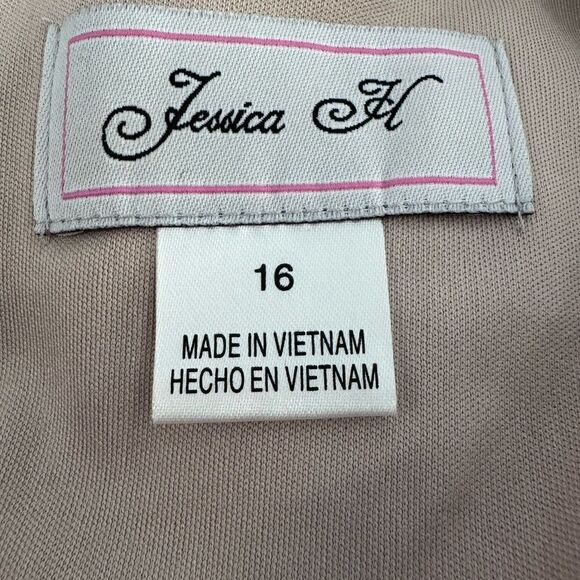 Jessica H
16
MADE IN VIETNAM
HECHO EN VIETNAM